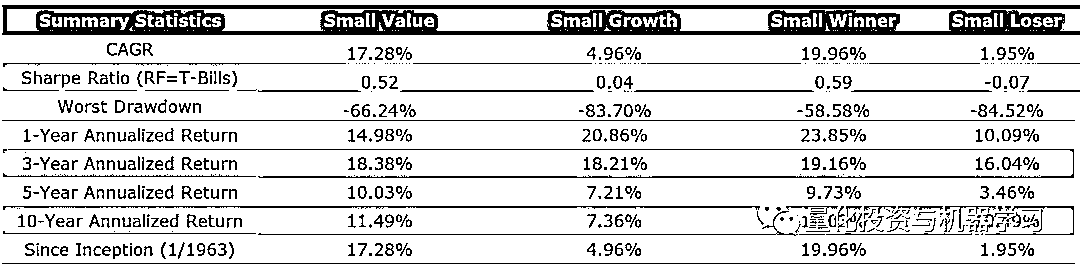 Summary Statistics Small Value Small Growth Small Winner Small Loser
CAGR 17.28% 4.96% 19.96% 1.95%
Sharpe Ratio (RF=T-Bills) 0.52 0.04 0.59 -0.07
Worst Drawdown -66.24% -83.70% -58.58% -84.52%
1-Year Annualized Return 14.98% 20.86% 23.85% 10.09%
3-Year Annualized Return 18.38% 18.21% 19.16% 16.04%
5-Year Annualized Return 10.03% 7.21% 9.73% 3.46%
10-Year Annualized Return 11.49% 7.36%
量化投资与机器学习
Since Inception (1/1963) 17.28% 4.96% 19.96% 1.95%